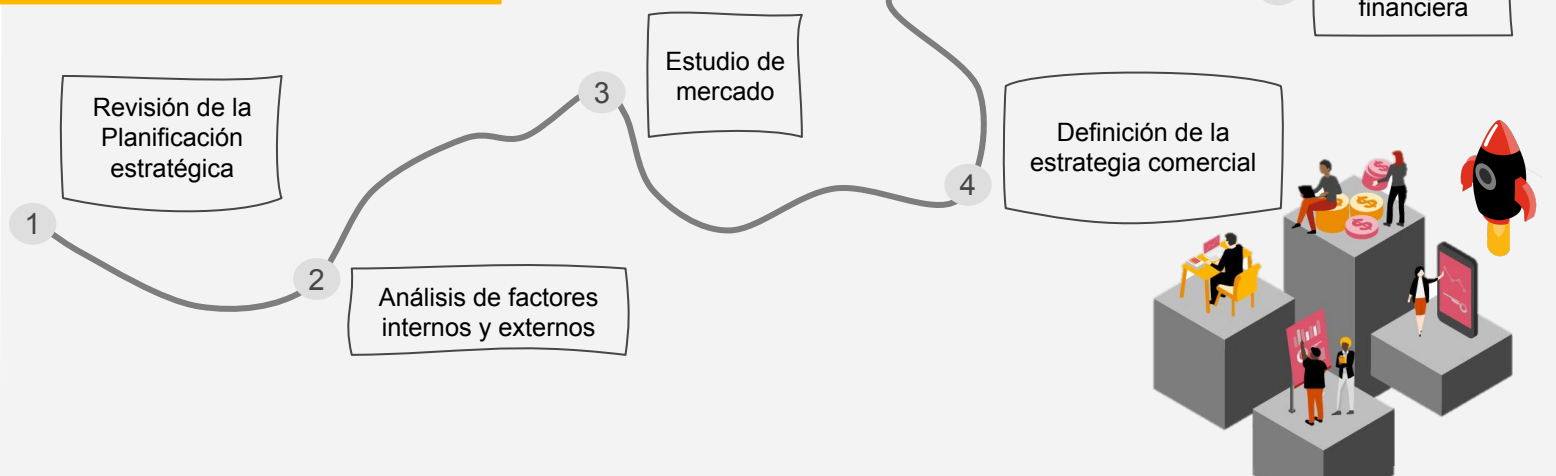 1
Revisión de la
Planificación
estratégica
2
Análisis de factores
internos y externos
3
Estudio de
mercado
4
Definición de la
estrategia comercial
financiera